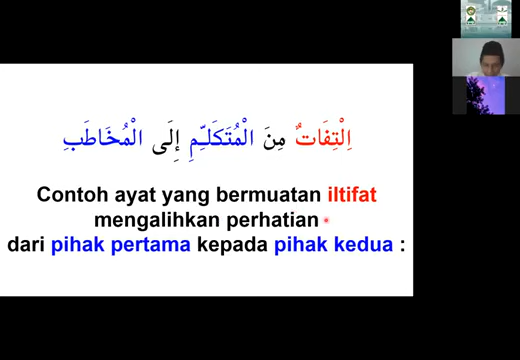 اِلْتِفَاتٌ مِنَ الْمُتَكَلِّمِ إِلَى الْمُخَاطَبِ
Contoh ayat yang bermuatan iltifat
mengalihkan perhatian
dari pihak pertama kepada pihak kedua :